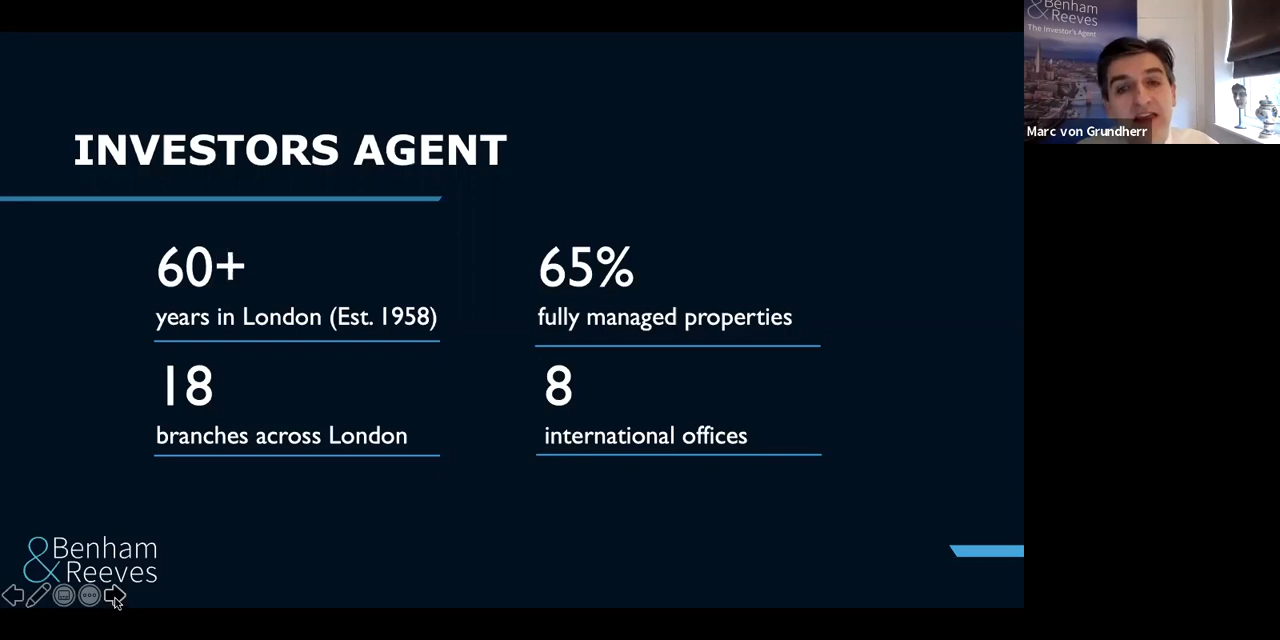 INVESTORS AGENT
60+
years in London (Est. 1958)
65%
fully managed properties
18
branches across London
8
international offices
&Benham
Reeves
&Benham
Reeves
The Investor's Agent
Marc von Grundherr